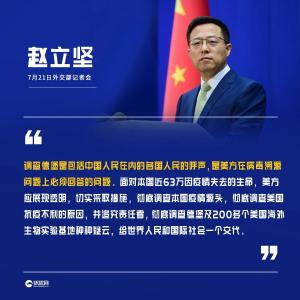 赵立坚
7月21日外交部记者会
调查德堡是包括中国人民在内的各国人民的呼声,是美方在病毒溯源
问题上必须回答的问题。面对本国近63万因疫情失去的生命,美方
应展现透明,切实采取措施,彻底调查本国疫情源头,彻底调查美国
抗疫不利的原因,并追究责任者,彻底调查德堡及200多个美国海外
生物实验基地种种疑云,给世界人民和国际社会一个交代。
环球网